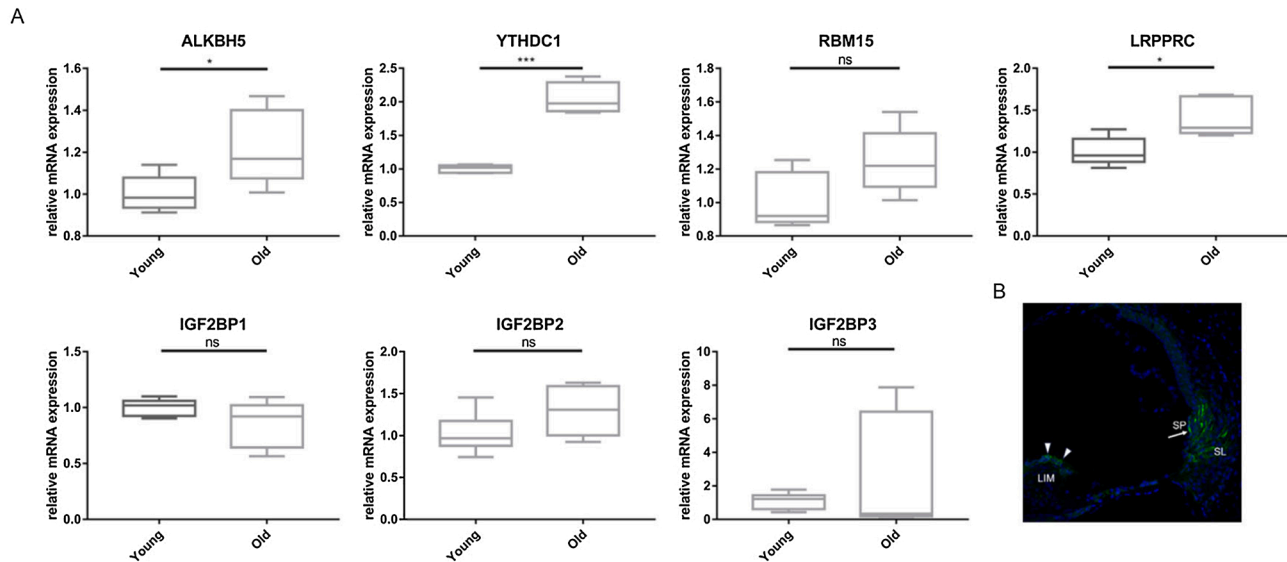 A
ALKBH5
relative mRNA expression
1.6
1.4
1.2
1.0
0.8
*
Young
Old
YTHDC1
relative mRNA expression
2.5
2.0
1.5
1.0
0.5
0.0
***
Young
Old
RBM15
relative mRNA expression
1.8
1.6
1.4
1.2
1.0
0.8
ns
Young
Old
LRPPRC
relative mRNA expression
2.0
1.5
1.0
0.5
0.0
*
Young
Old
IGF2BP1
relative mRNA expression
1.5
1.0
0.5
0.0
ns
Young
Old
IGF2BP2
relative mRNA expression
2.0
1.5
1.0
0.5
0.0
ns
Young
Old
IGF2BP3
relative mRNA expression
10
8
6
4
2
0
ns
Young
Old
B
SP
SL
LIM